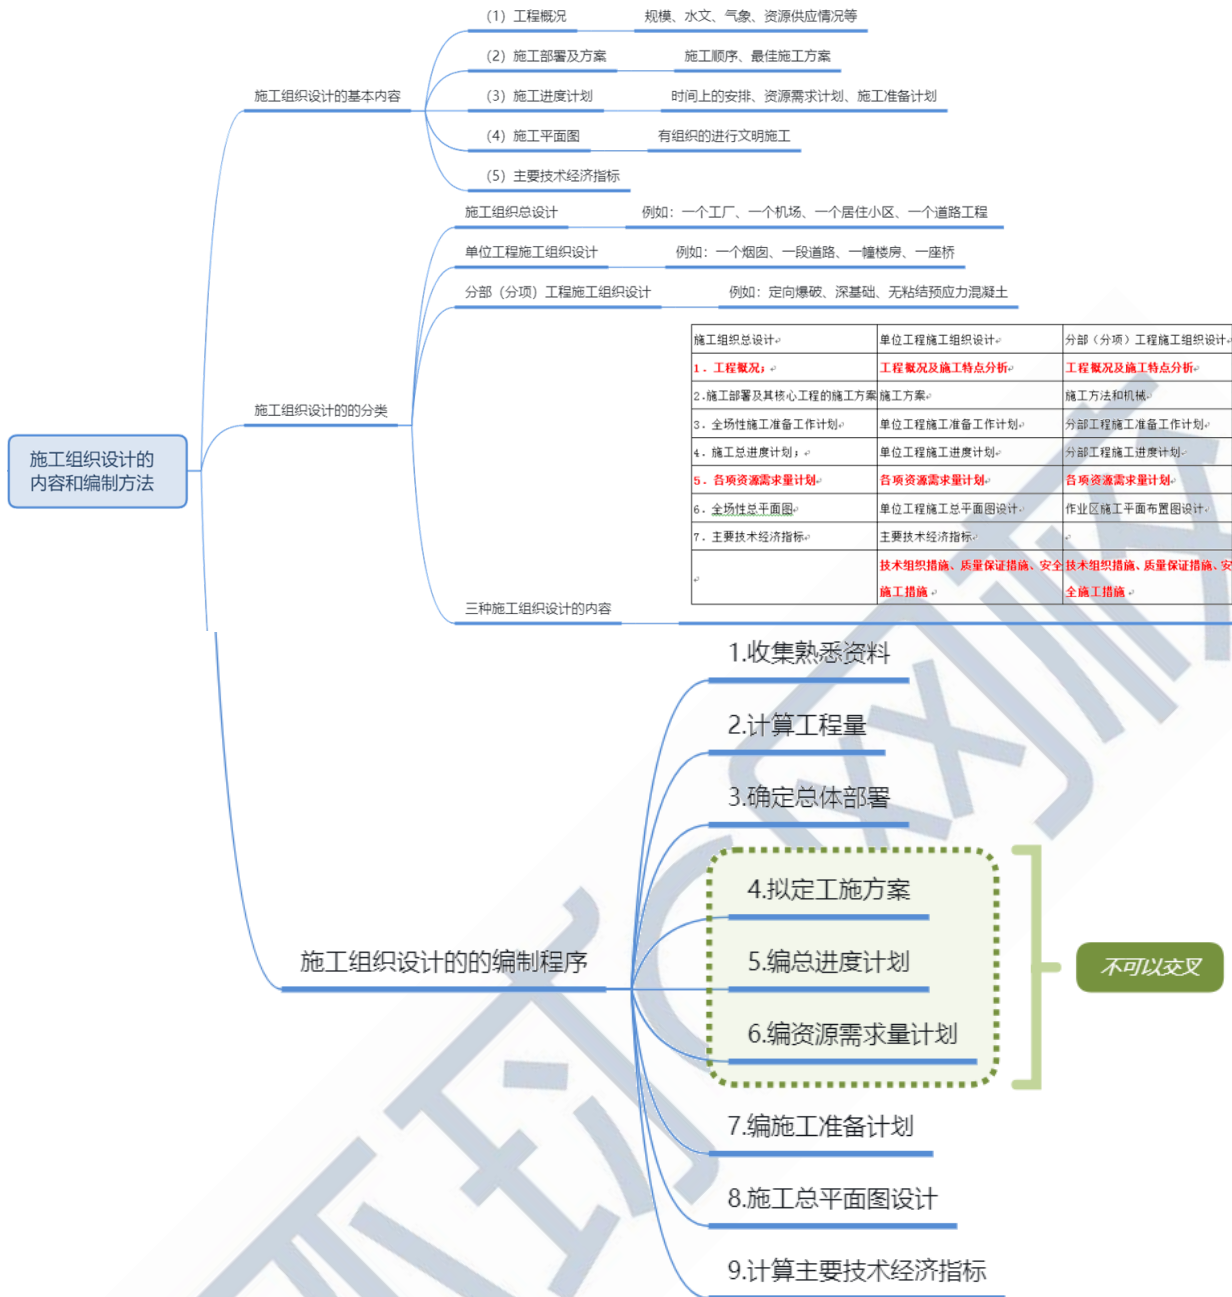 (1) 工程概况
规模、水文、气象、资源供应情况等
(2) 施工部署及方案
施工顺序、最佳施工方案
施工组织设计的基本内容
(3) 施工进度计划
时间上的安排、资源需求计划、施工准备计划
(4) 施工平面图
有组织的进行文明施工
(5) 主要技术经济指标
施工组织总设计
例如：一个工厂、一个机场、一个居住小区、一个道路工程
单位工程施工组织设计
例如：一个烟囱、一段道路、一幢楼房、一座桥
分部（分项）工程施工组织设计
例如：定向爆破、深基础、无粘结预应力混凝土
施工组织设计的的分类
施工组织总设计 单位工程施工组织设计 分部（分项）工程施工组织设计
1．工程概况； 工程概况及施工特点分析 工程概况及施工特点分析
2.施工部署及其核心工程的施工方案 施工方案 施工方法和机械
3．全场性施工准备工作计划 单位工程施工准备工作计划 分部工程施工准备工作计划
4．施工总进度计划； 单位工程施工进度计划 分部工程施工进度计划
5．各项资源需求量计划 各项资源需求量计划 各项资源需求量计划
6．全场性总平面图 单位工程施工总平面图设计 作业区施工平面布置图设计
7．主要技术经济指标 主要技术经济指标
技术组织措施、质量保证措施、安全 技术组织措施、质量保证措施、安
施工措施 全施工措施
三种施工组织设计的内容
施工组织设计的
内容和编制方法
1.收集熟悉资料
2.计算工程量
3.确定总体部署
4.拟定工施方案
5.编总进度计划
6.编资源需求量计划
不可以交叉
施工组织设计的的编制程序
7.编施工准备计划
8.施工总平面图设计
9.计算主要技术经济指标
环球网校